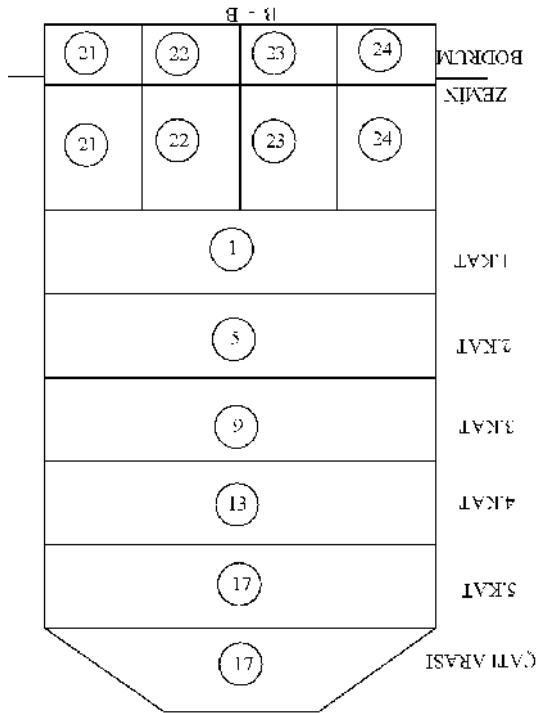 B - B
21 22 23 24 BODRUM
ZEMİN
21 22 23 24
1 1.KAT
5 2.KAT
9 3.KAT
13 4.KAT
17 5.KAT
17 ÇATI ARASI